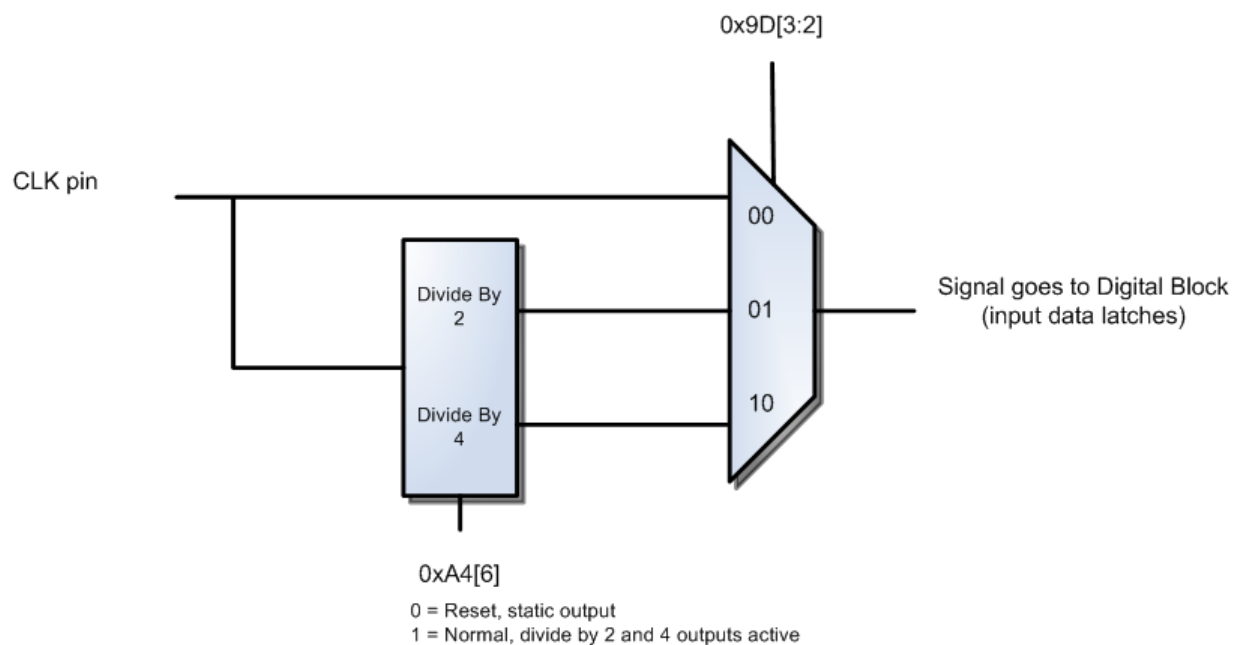 0x9D[3:2]
CLK pin
00
Divide By
2
01
Signal goes to Digital Block
(input data latches)
Divide By
4
10
0xA4[6]
0 = Reset, static output
1 = Normal, divide by 2 and 4 outputs active